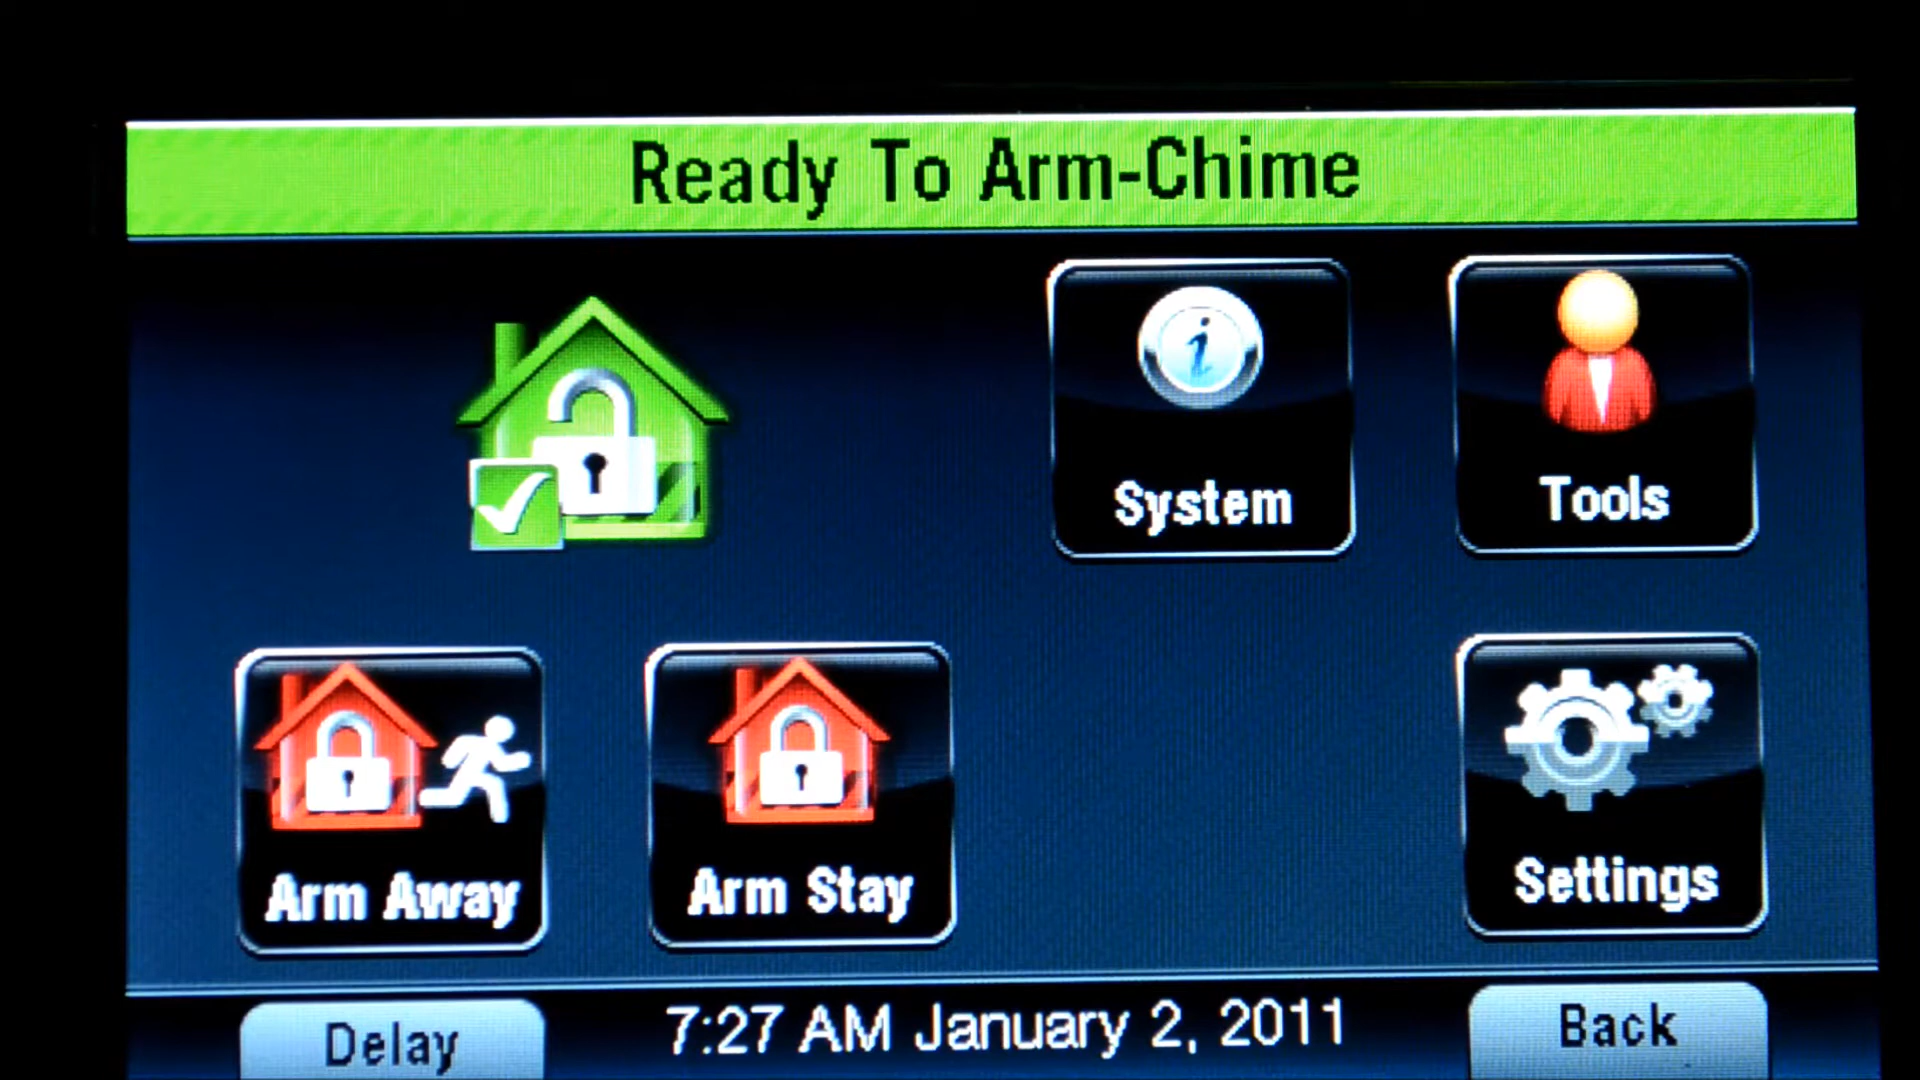 Ready To Arm-Chime
System
Tools
Arm Away
Arm Stay
Settings
Delay
7:27 AM January 2, 2011
Back